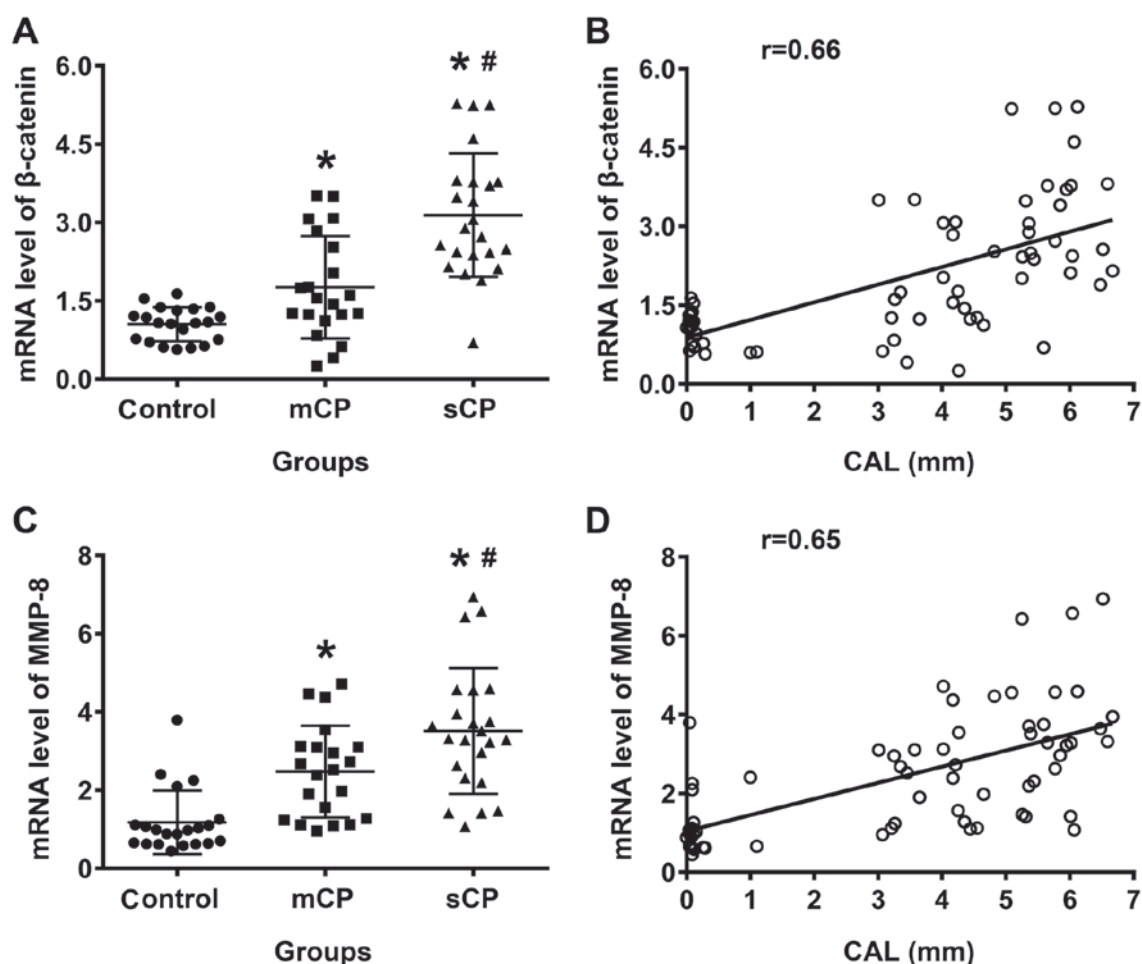 A
mRNA level of β-catenin
6.0
4.5
3.0
1.5
0.0
*
* #
Control mCP sCP
Groups
B
r=0.66
mRNA level of β-catenin
6.0
4.5
3.0
1.5
0.0
0 1 2 3 4 5 6 7
CAL (mm)
C
mRNA level of MMP-8
8
6
4
2
0
*
* #
Control mCP sCP
Groups
D
r=0.65
mRNA level of MMP-8
8
6
4
2
0
0 1 2 3 4 5 6 7
CAL (mm)